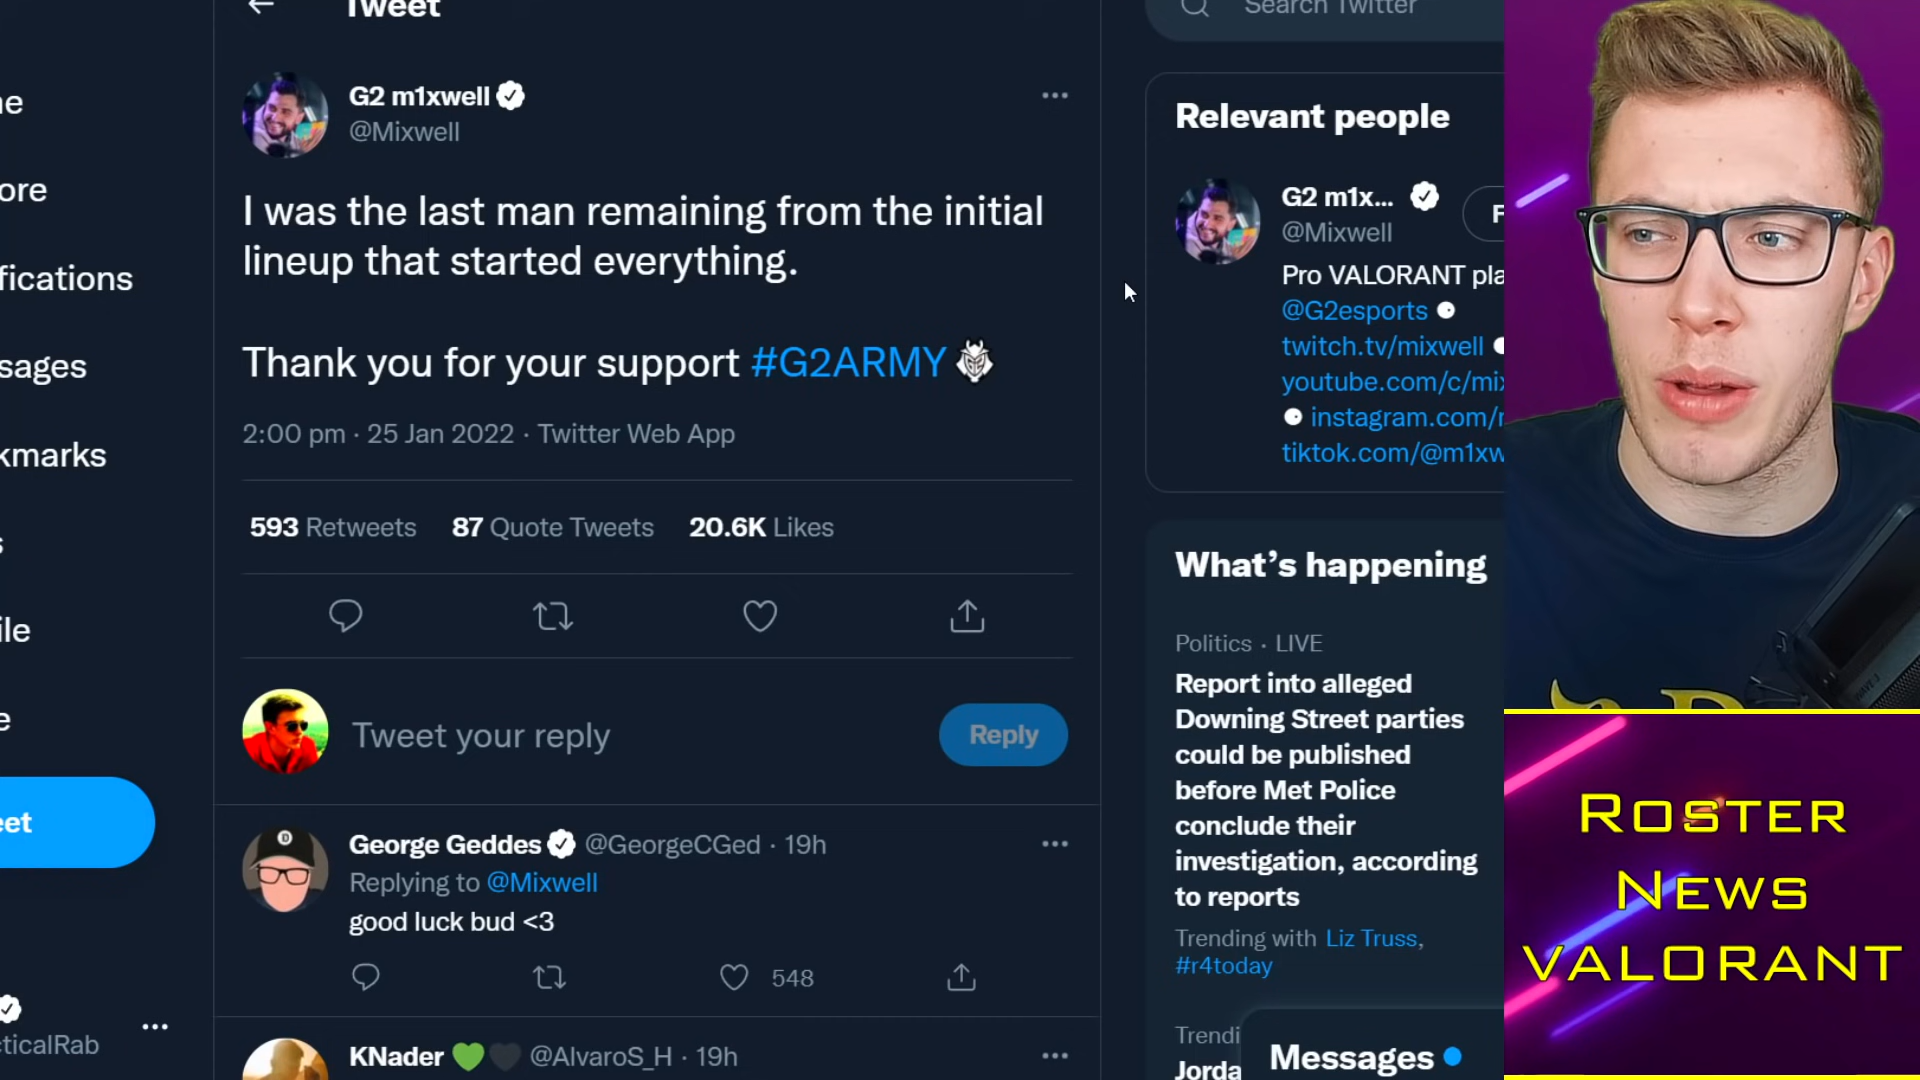 Tweet
Search Twitter
G2 m1xwell
@Mixwell
I was the last man remaining from the initial
lineup that started everything.
Thank you for your support #G2ARMY
2:00 pm · 25 Jan 2022 · Twitter Web App
593 Retweets 87 Quote Tweets 20.6K Likes
Tweet your reply
Reply
George Geddes @GeorgeCGed · 19h
Replying to @Mixwell
good luck bud <3
548
KNader @AlvaroS_H · 19h
ne
ore
fications
sages
kmarks
s
ile
e
eet
cticalRab
Relevant people
G2 m1x...
@Mixwell
F
Pro VALORANT pla
@G2esports
twitch.tv/mixwell
youtube.com/c/mix
instagram.com/r
tiktok.com/@m1xw
What's happening
Politics · LIVE
Report into alleged
Downing Street parties
could be published
before Met Police
conclude their
investigation, according
to reports
Trending with Liz Truss,
#r4today
Trendi
Jorda
Messages
ROSTER
NEWS
VALORANT